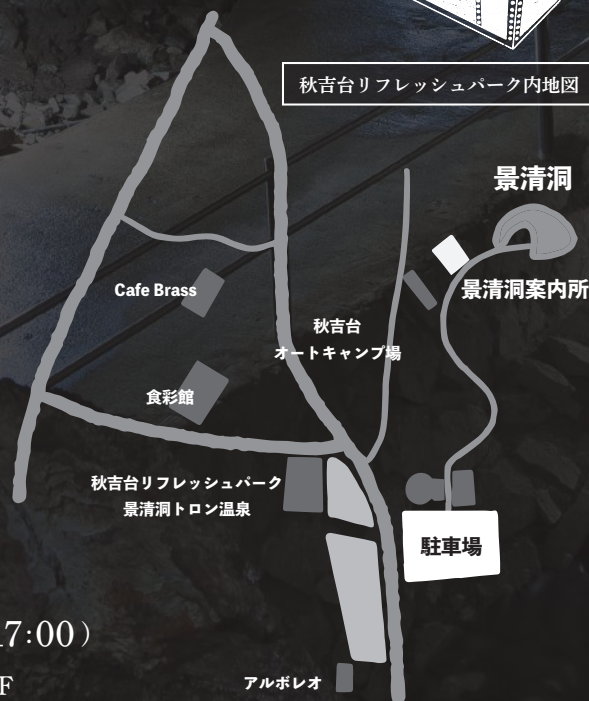 秋吉台リフレッシュパーク内地図
景清洞
景清洞案内所
Cafe Brass
秋吉台
オートキャンプ場
食彩館
秋吉台リフレッシュパーク
景清洞トロン温泉
駐車場
7:00）
F
アルボレオ